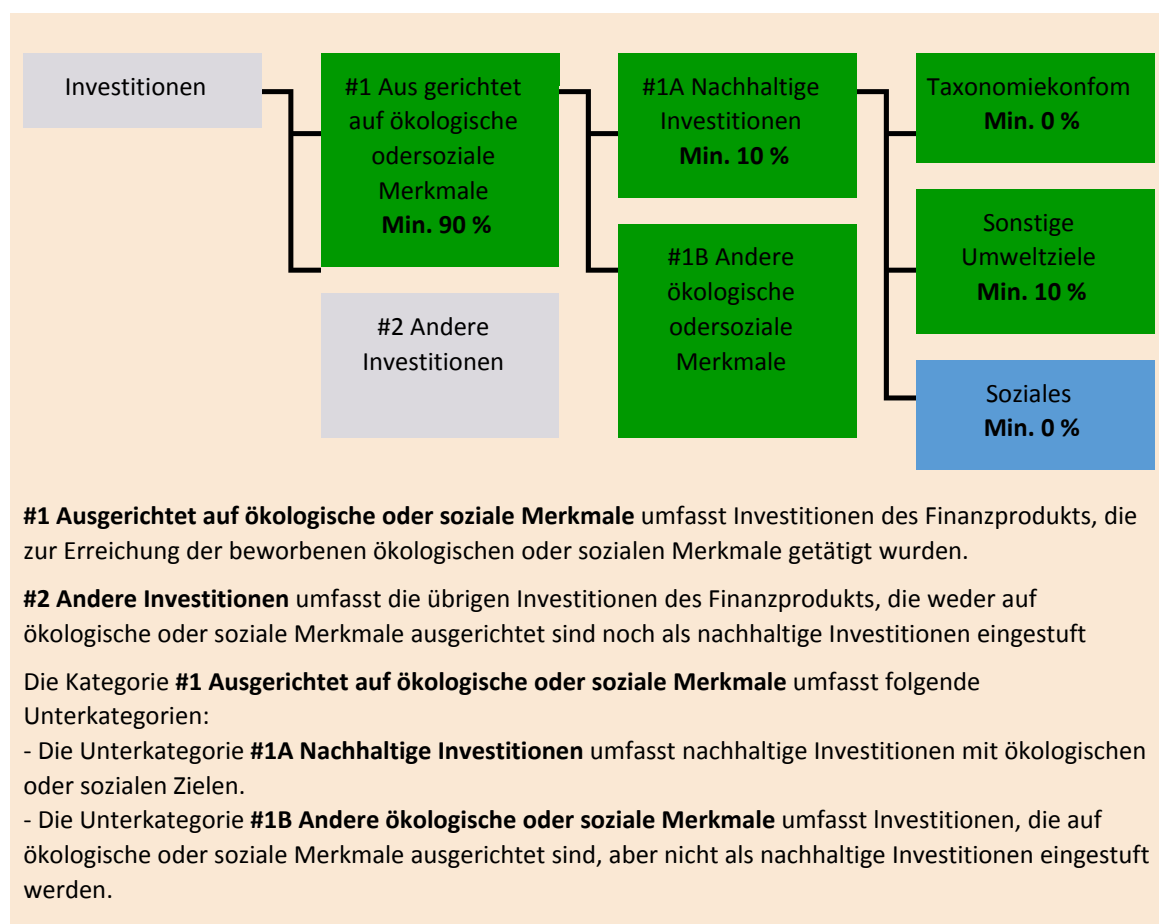 Investitionen
#1 Aus gerichtet
auf ökologische
odersoziale
Merkmale
Min. 90 %
#2 Andere
Investitionen
#1A Nachhaltige
Investitionen
Min. 10 %
#1B Andere
ökologische
odersoziale
Merkmale
Taxonomiekonfom
Min. 0 %
Sonstige
Umweltziele
Min. 10 %
Soziales
Min. 0 %
#1 Ausgerichtet auf ökologische oder soziale Merkmale umfasst Investitionen des Finanzprodukts, die
zur Erreichung der beworbenen ökologischen oder sozialen Merkmale getätigt wurden.
#2 Andere Investitionen umfasst die übrigen Investitionen des Finanzprodukts, die weder auf
ökologische oder soziale Merkmale ausgerichtet sind noch als nachhaltige Investitionen eingestuft
Die Kategorie #1 Ausgerichtet auf ökologische oder soziale Merkmale umfasst folgende
Unterkategorien:
- Die Unterkategorie #1A Nachhaltige Investitionen umfasst nachhaltige Investitionen mit ökologischen
oder sozialen Zielen.
- Die Unterkategorie #1B Andere ökologische oder soziale Merkmale umfasst lnvestitionen, die auf
ökologische oder soziale Merkmale ausgerichtet sind, aber nicht als nachhaltige Investitionen eingestuft
werden.